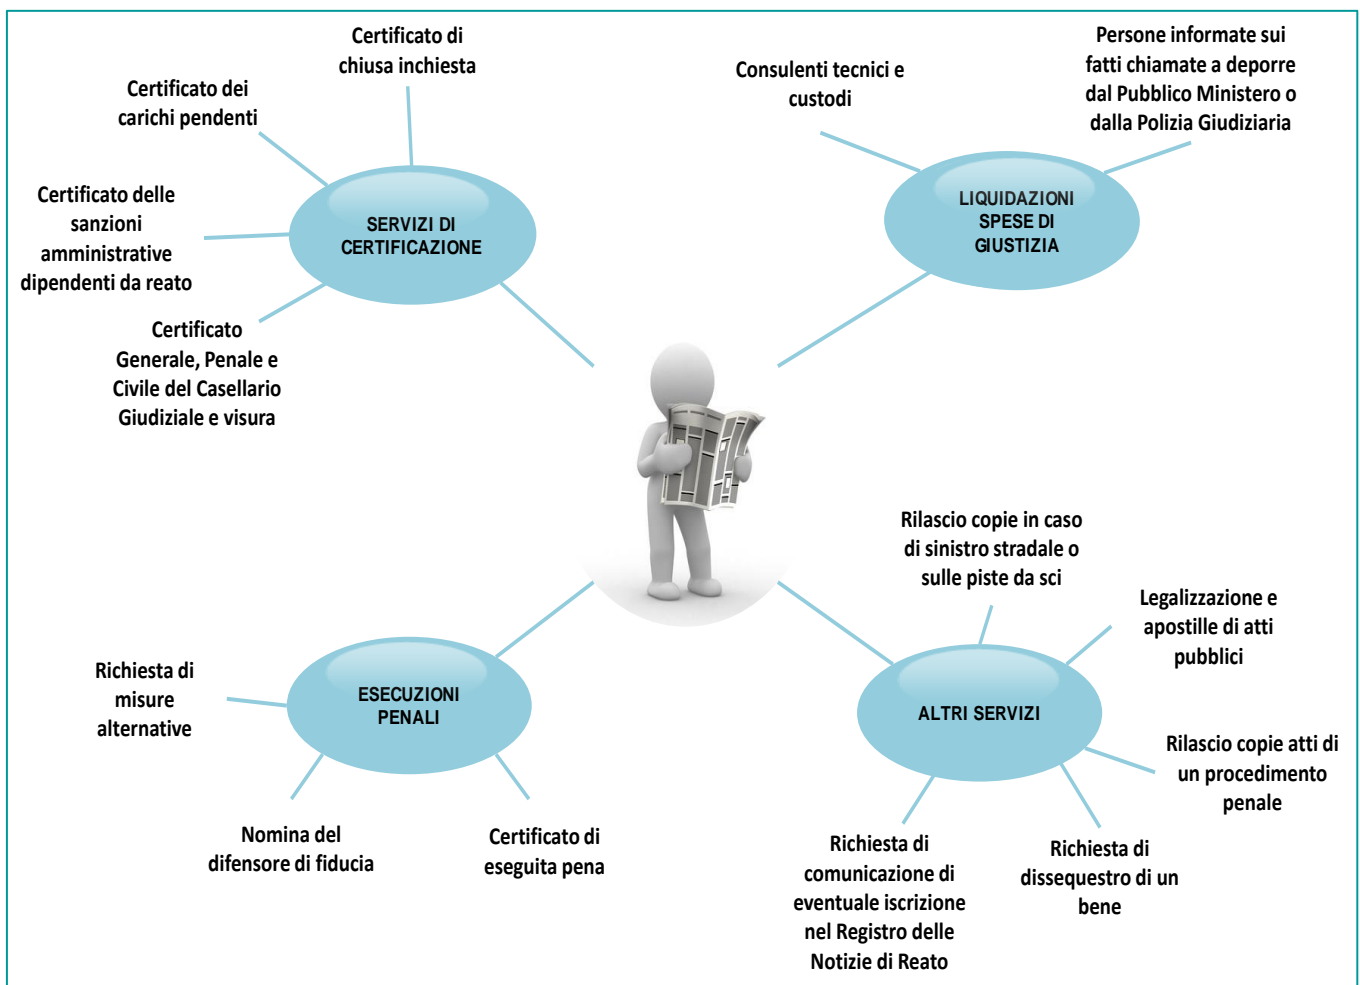 Certificato di
chiusa inchiesta
Certificato dei
carichi pendenti
Certificato delle
sanzioni
amministrative
dipendenti da reato
Certificato
Generale, Penale e
Civile del Casellario
Giudiziale e visura
SERVIZI DI
CERTIFICAZIONE
Consulenti tecnici e
custodi
Persone informate sui
fatti chiamate a deporre
dal Pubblico Ministero o
dalla Polizia Giudiziaria
LIQUIDAZIONI
SPESE DI
GIUSTIZIA
Richiesta di
misure
alternative
ESECUZIONI
PENALI
Nomina del
difensore di fiducia
Certificato di
eseguita pena
Rilascio copie in caso
di sinistro stradale o
sulle piste da sci
Legalizzazione e
apostille di atti
pubblici
ALTRI SERVIZI
Rilascio copie atti di
un procedimento
penale
Richiesta di
comunicazione di
eventuale iscrizione
nel Registro delle
Notizie di Reato
Richiesta di
dissequestro di un
bene